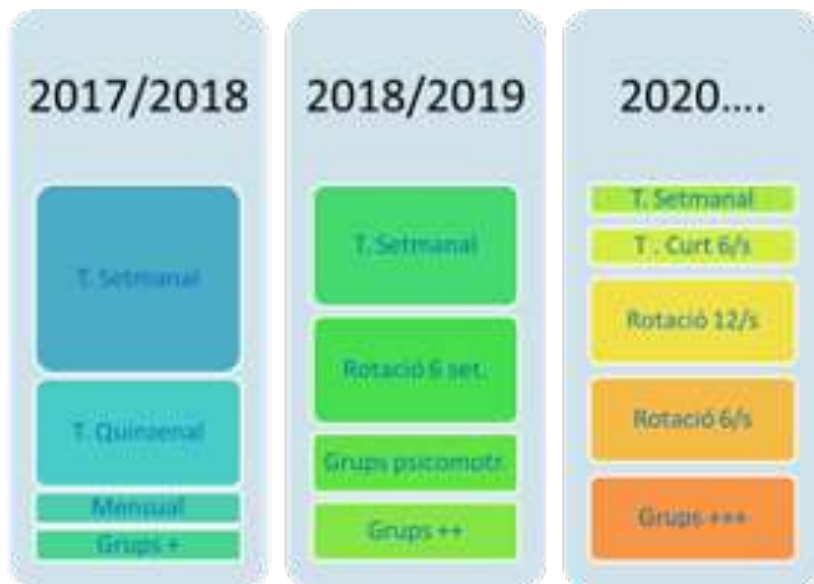 2017/2018
T. Setmanal
T. Quinzenal
Mensual
Grups +
2018/2019
T. Setmanal
Rotació 6 set.
Grups psicomotr.
Grups ++
2020....
T. Setmanal
T . Curt 6/s
Rotació 12/s
Rotació 6/s
Grups +++